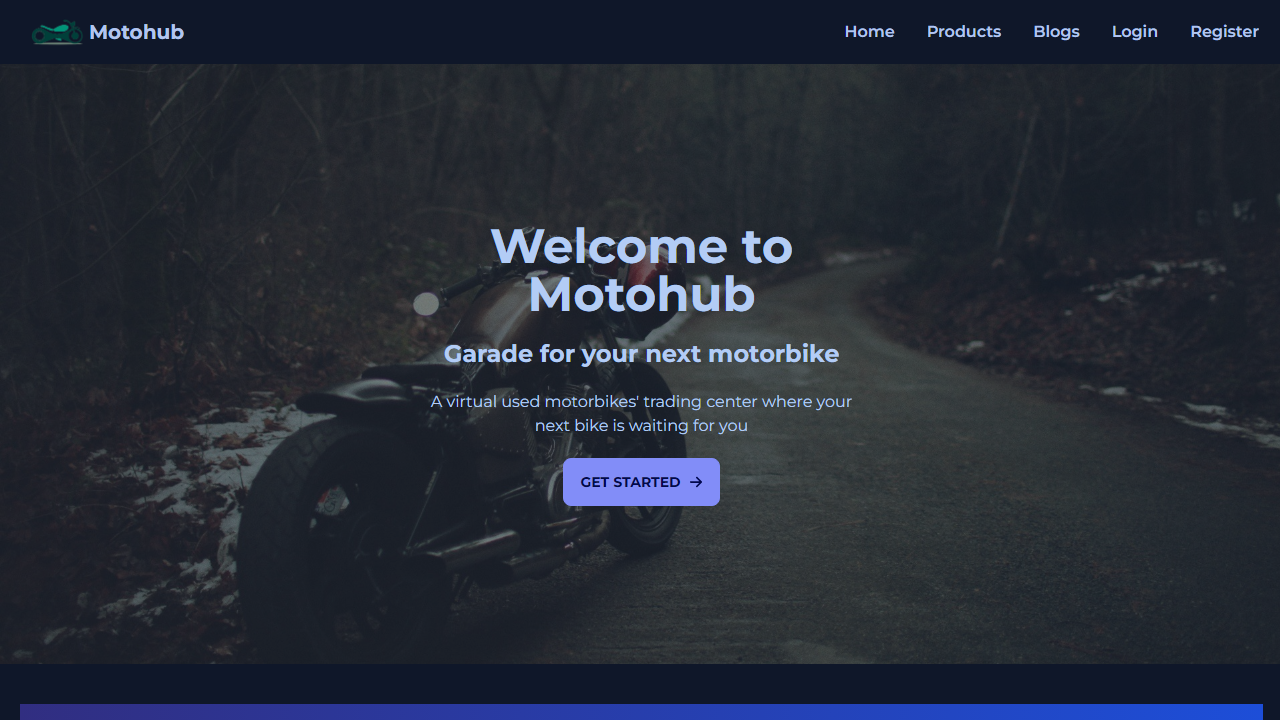 Motohub
Home
Products
Blogs
Login
Register
Welcome to
Motohub
Garade for your next motorbike
A virtual used motorbikes' trading center where your
next bike is waiting for you
GET STARTED →